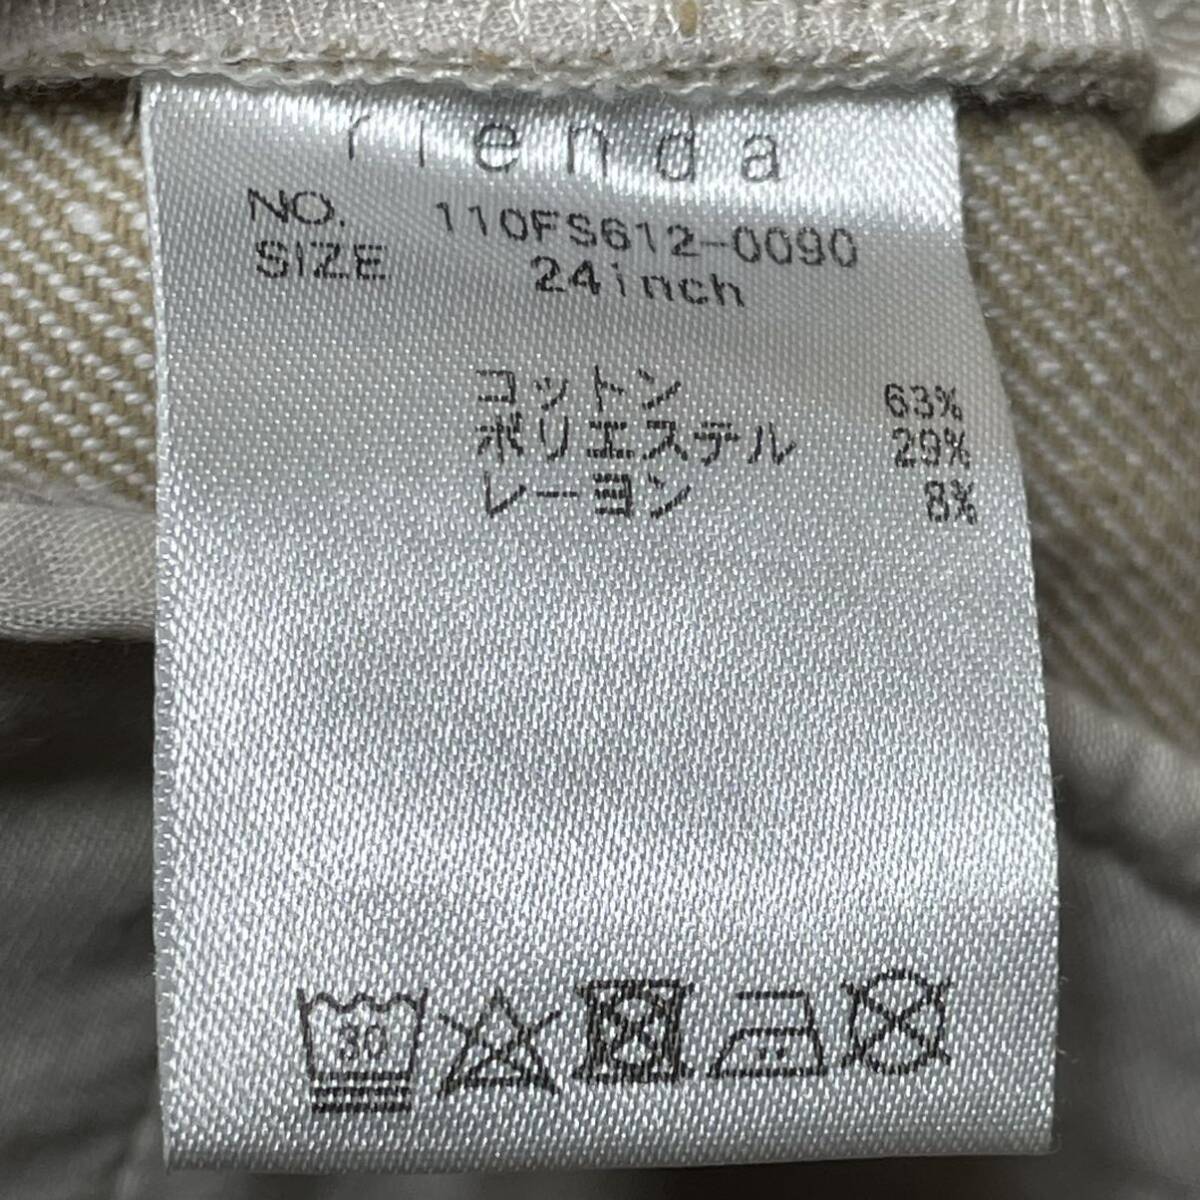 rienda
NO. 110FS612-0090
SIZE 24inch
コットン 63%
ポリエステル 29%
レーヨン 8%
30